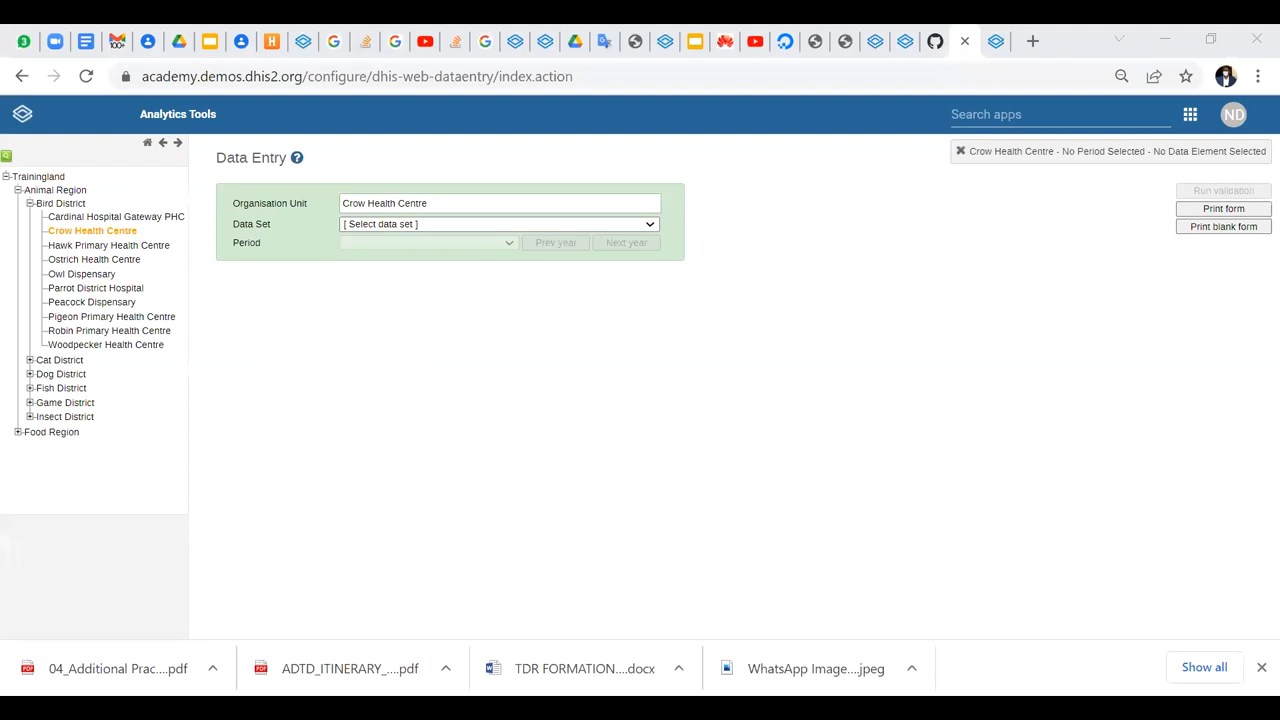 3
100+
H
academy.demos.dhis2.org/configure/dhis-web-dataentry/index.action
Analytics Tools
Search apps
ND
Data Entry ?
Crow Health Centre - No Period Selected - No Data Element Selected
Trainingland
Animal Region
Bird District
Cardinal Hospital Gateway PHC
Crow Health Centre
Hawk Primary Health Centre
Ostrich Health Centre
Owl Dispensary
Parrot District Hospital
Peacock Dispensary
Pigeon Primary Health Centre
Robin Primary Health Centre
Woodpecker Health Centre
Cat District
Dog District
Fish District
Game District
Insect District
Food Region
Organisation Unit Crow Health Centre
Data Set [ Select data set ]
Period Prev year Next year
Run validation
Print form
Print blank form
04_Additional Prac....pdf
ADTD_ITINERARY_....pdf
TDR FORMATION....docx
WhatsApp Image....jpeg
Show all